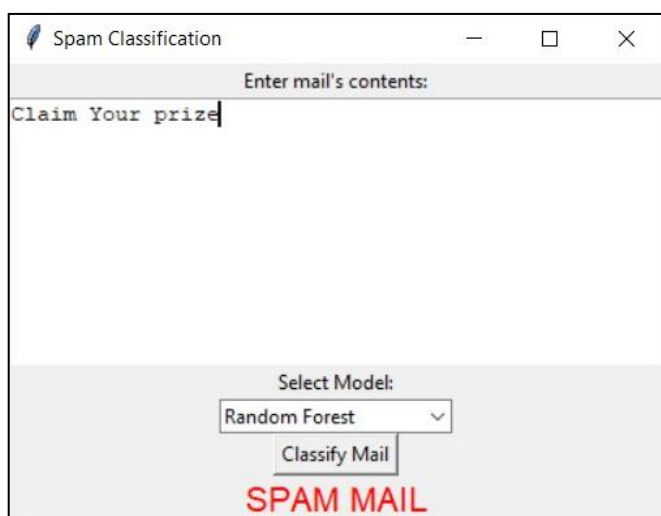 Spam Classification
Enter mail's contents:
Claim Your prize
Select Model:
Random Forest
Classify Mail
SPAM MAIL